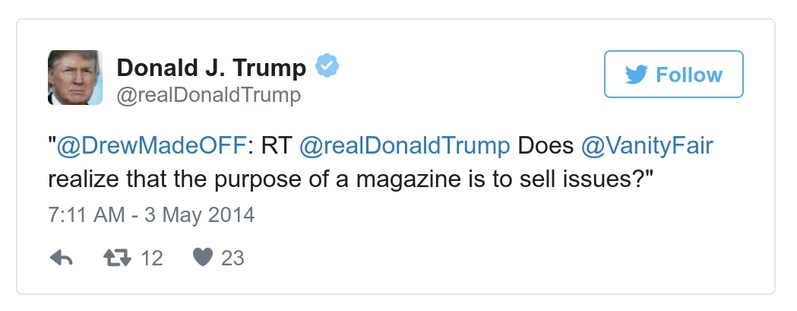 Donald J. Trump
@realDonaldTrump
Follow
"@DrewMadeOFF: RT @realDonaldTrump Does @VanityFair
realize that the purpose of a magazine is to sell issues?"
7:11 AM - 3 May 2014
12 23